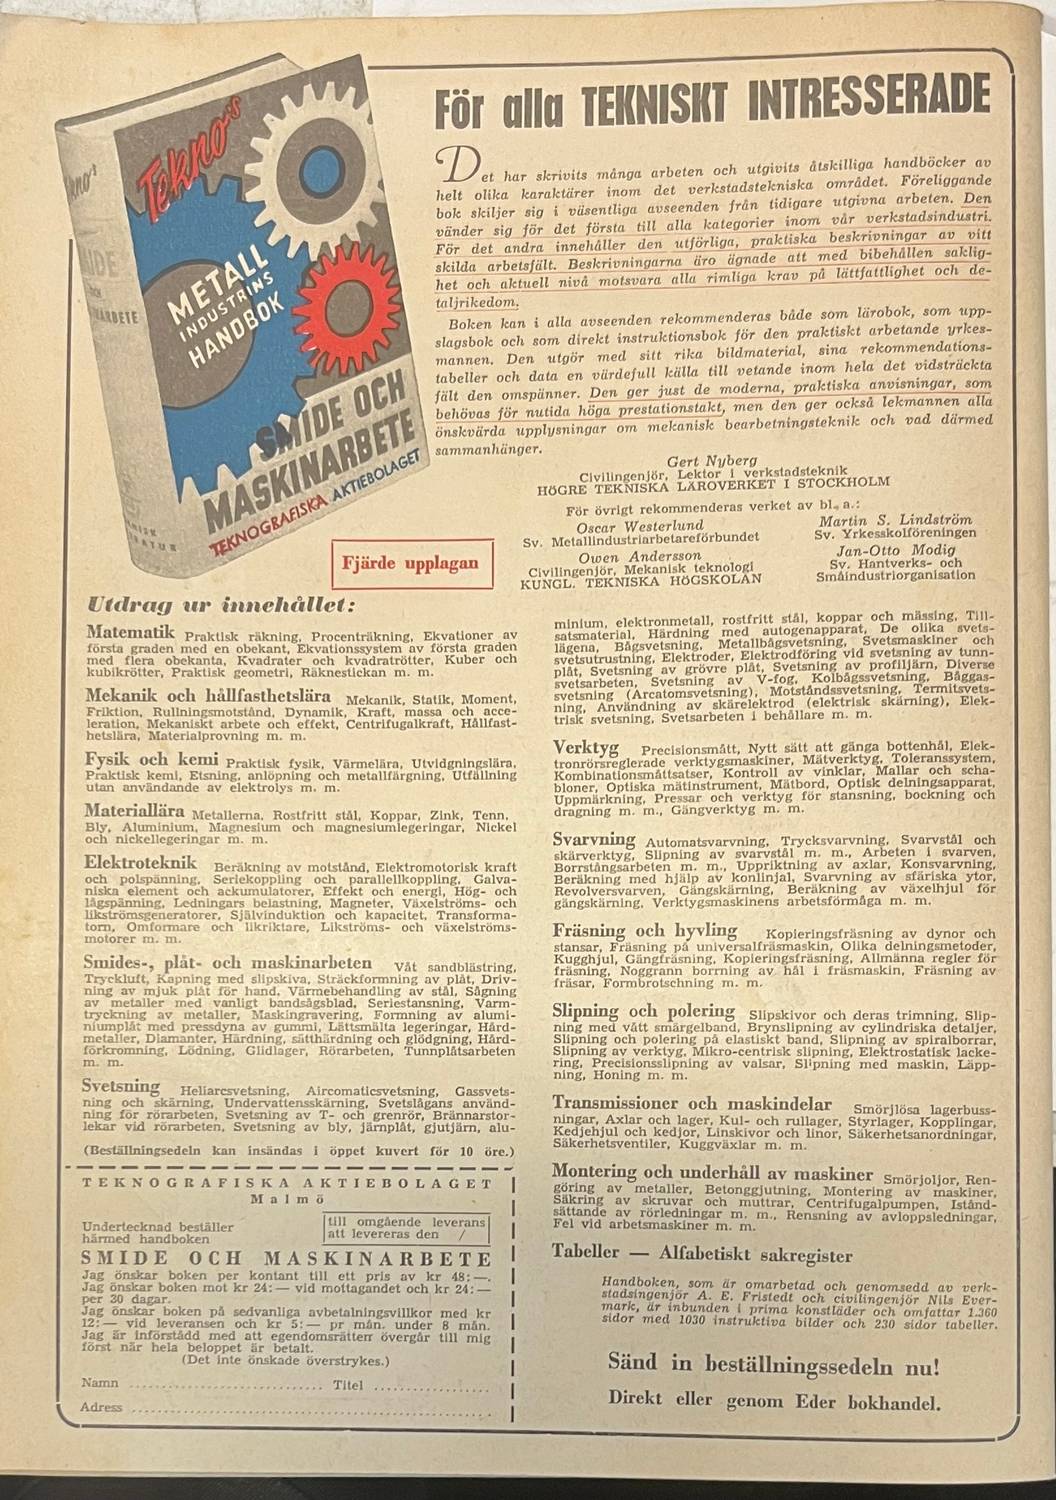 Tekno's
METALL
INDUSTRINS
HANDBOK
SMIDE OCH
MASKINARBETE
TEKNOGRAFISKA AKTIEBOLAGET
För alla TEKNISKT INTRESSERADE
Det har skrivits många arbeten och utgivits åtskilliga handböcker av
helt olika karaktärer inom det verkstadstekniska området. Föreliggande
bok skiljer sig i väsentliga avseenden från tidigare utgivna arbeten. Den
vänder sig för det första till alla kategorier inom vår verkstadsindustri.
För det andra innehåller den utförliga, praktiska beskrivningar av vitt
skilda arbetsfält. Beskrivningarna äro ägnade att med bibehållen saklig-
het och aktuell nivå motsvara alla rimliga krav på lättfattlighet och de-
taljrikedom.
Boken kan i alla avseenden rekommenderas både som lärobok, som upp-
slagsbok och som direkt instruktionsbok för den praktiskt arbetande yrkes-
mannen. Den utgör med sitt rika bildmaterial, sina rekommendations-
tabeller och data en värdefull källa till vetande inom hela det vidsträckta
fält den omspänner. Den ger just de moderna, praktiska anvisningar, som
behövas för nutida höga prestationstakt, men den ger också lekmannen alla
önskvärda upplysningar om mekanisk bearbetningsteknik och vad därmed
sammanhänger.
Gert Nyberg
Civilingenjör, Lektor i verkstadsteknik
HÖGRE TEKNISKA LÄROVERKET I STOCKHOLM
För övrigt rekommenderas verket av bl. a.:
Oscar Westerlund
Sv. Metallindustriarbetareförbundet
Owen Andersson
Civilingenjör, Mekanisk teknologi
KUNGL. TEKNISKA HÖGSKOLAN
Martin S. Lindström
Sv. Yrkesskolföreningen
Jan-Otto Modig
Sv. Hantverks- och
Småindustriorganisation
Fjärde upplagan
Utdrag ur innehållet:
Matematik Praktisk räkning, Procenträkning, Ekvationer av
första graden med en obekant, Ekvationssystem av första graden
med flera obekanta, Kvadrater och kvadratrötter, Kuber och
kubikrötter, Praktisk geometri, Räknestickan m. m.
Mekanik och hållfasthetslära Mekanik, Statik, Moment,
Friktion, Rullningsmotstånd, Dynamik, Kraft, massa och acce-
leration, Mekaniskt arbete och effekt, Centrifugalkraft, Hållfast-
hetslära, Materialprovning m. m.
Fysik och kemi Praktisk fysik, Värmelära, Utvidgningslära,
Praktisk kemi, Etsning, anlöpning och metallfärgning, Utfällning
utan användande av elektrolys m. m.
Materiallära Metallerna, Rostfritt stål, Koppar, Zink, Tenn,
Bly, Aluminium, Magnesium och magnesiumlegeringar, Nickel
och nickellegeringar m. m.
Elektroteknik Beräkning av motstånd, Elektromotorisk kraft
och polspänning, Seriekoppling och parallellkoppling, Galva-
niska element och ackumulatorer, Effekt och energi, Hög- och
lågspänning, Ledningars belastning, Magneter, Växelströms- och
likströmsgeneratorer, Självinduktion och kapacitet, Transforma-
torn, Omformare och likriktare, Likströms- och växelströms-
motorer m. m.
Smides-, plåt- och maskinarbeten Våt sandblästring,
Tryckluft, Kapning med slipskiva, Sträckformning av plåt, Driv-
ning av mjuk plåt för hand, Värmebehandling av stål, Sågning
av metaller med vanligt bandsågsblad, Seriestansning, Varm-
tryckning av metaller, Maskingravering, Formning av alumi-
niumplåt med pressdyna av gummi, Lättsmälta legeringar, Hård-
metaller, Diamanter, Härdning, sätthärdning och glödgning, Hård-
förkromning, Lödning, Glidlager, Rörarbeten, Tunnplåtsarbeten
m. m.
Svetsning Heliarcsvetsning, Aircomaticsvetsning, Gassvets-
ning och skärning, Undervattensskärning, Svetslågans använd-
ning för rörarbeten, Svetsning av T- och grenrör, Brännarstor-
lekar vid rörarbeten, Svetsning av bly, järnplåt, gjutjärn, alu-
(Beställningsedeln kan insändas i öppet kuvert för 10 öre.)
TEKNOGRAFISKA AKTIEBOLAGET
Malmö
Undertecknad beställer
härmed handboken
till omgående leverans
att levereras den /
SMIDE OCH MASKINARBETE
Jag önskar boken per kontant till ett pris av kr 48:—.
Jag önskar boken mot kr 24:— vid mottagandet och kr 24:—
per 30 dagar.
Jag önskar boken på sedvanliga avbetalningsvillkor med kr
12:— vid leveransen och kr 5:— pr mån. under 8 mån.
Jag är införstådd med att egendomsrätten övergår till mig
först när hela beloppet är betalt.
(Det inte önskade överstrykes.)
Namn ........................ Titel ................
Adress ................................................
minium, elektronmetall, rostfritt stål, koppar och mässing, Till-
satsmaterial, Härdning med autogenapparat, De olika svets-
lägena, Bågsvetsning, Metallbågsvetsning, Svetsmaskiner och
svetsutrustning, Elektroder, Elektrodföring vid svetsning av tunn-
plåt, Svetsning av grövre plåt, Svetsning av profiljärn, Diverse
svetsarbeten, Svetsning av V-fog, Kolbågssvetsning, Båggas-
svetsning (Arcatomsvetsning), Motståndssvetsning, Termitsvets-
ning, Användning av skärelektrod (elektrisk skärning), Elek-
trisk svetsning, Svetsarbeten i behållare m. m.
Verktyg Precisionsmått, Nytt sätt att gänga bottenhål, Elek-
tronrörsreglerade verktygsmaskiner, Mätverktyg, Toleranssystem,
Kombinationsmåttsatser, Kontroll av vinklar, Mallar och scha-
bloner, Optiska mätinstrument, Mätbord, Optisk delningsapparat,
Uppmärkning, Pressar och verktyg för stansning, bockning och
dragning m. m., Gängverktyg m. m.
Svarvning Automatsvarvning, Trycksvarvning, Svarvstål och
skärverktyg, Slipning av svarvstål m. m., Arbeten i svarven,
Borrstångsarbeten m. m., Uppriktning av axlar, Konsvarvning,
Beräkning med hjälp av konlinjal, Svarvning av sfäriska ytor,
Revolversvarven, Gängskärning, Beräkning av växelhjul för
gängskärning, Verktygsmaskinens arbetsförmåga m. m.
Fräsning och hyvling Kopieringsfräsning av dynor och
stansar, Fräsning på universalfräsmaskin, Olika delningsmetoder,
Kugghjul, Gängfräsning, Kopieringsfräsning, Allmänna regler för
fräsning, Noggrann borrning av hål i fräsmaskin, Fräsning av
fräsar, Formbrotschning m. m.
Slipning och polering Slipskivor och deras trimning, Slip-
ning med vått smärgelband, Brynslipning av cylindriska detaljer,
Slipning och polering på elastiskt band, Slipning av spiralborrar,
Slipning av verktyg, Mikro-centrisk slipning, Elektrostatisk lacke-
ring, Precisionsslipning av valsar, Slipning med maskin, Läpp-
ning, Honing m. m.
Transmissioner och maskindelar Smörjlösa lagerbuss-
ningar, Axlar och lager, Kul- och rullager, Styrlager, Kopplingar,
Kedjehjul och kedjor, Linskivor och linor, Säkerhetsanordningar,
Säkerhetsventiler, Kuggväxlar m. m.
Montering och underhåll av maskiner Smörjoljor, Ren-
göring av metaller, Betonggjutning, Montering av maskiner,
Säkring av skruvar och muttrar, Centrifugalpumpen, Istånd-
sättande av rörledningar m. m., Rensning av avloppsledningar,
Fel vid arbetsmaskiner m. m.
Tabeller — Alfabetiskt sakregister
Handboken, som är omarbetad och genomsedd av verk-
stadsingenjör A. E. Fristedt och civilingenjör Nils Ever-
mark, är inbunden i prima konstläder och omfattar 1.360
sidor med 1030 instruktiva bilder och 230 sidor tabeller.
Sänd in beställningssedeln nu!
Direkt eller genom Eder bokhandel.